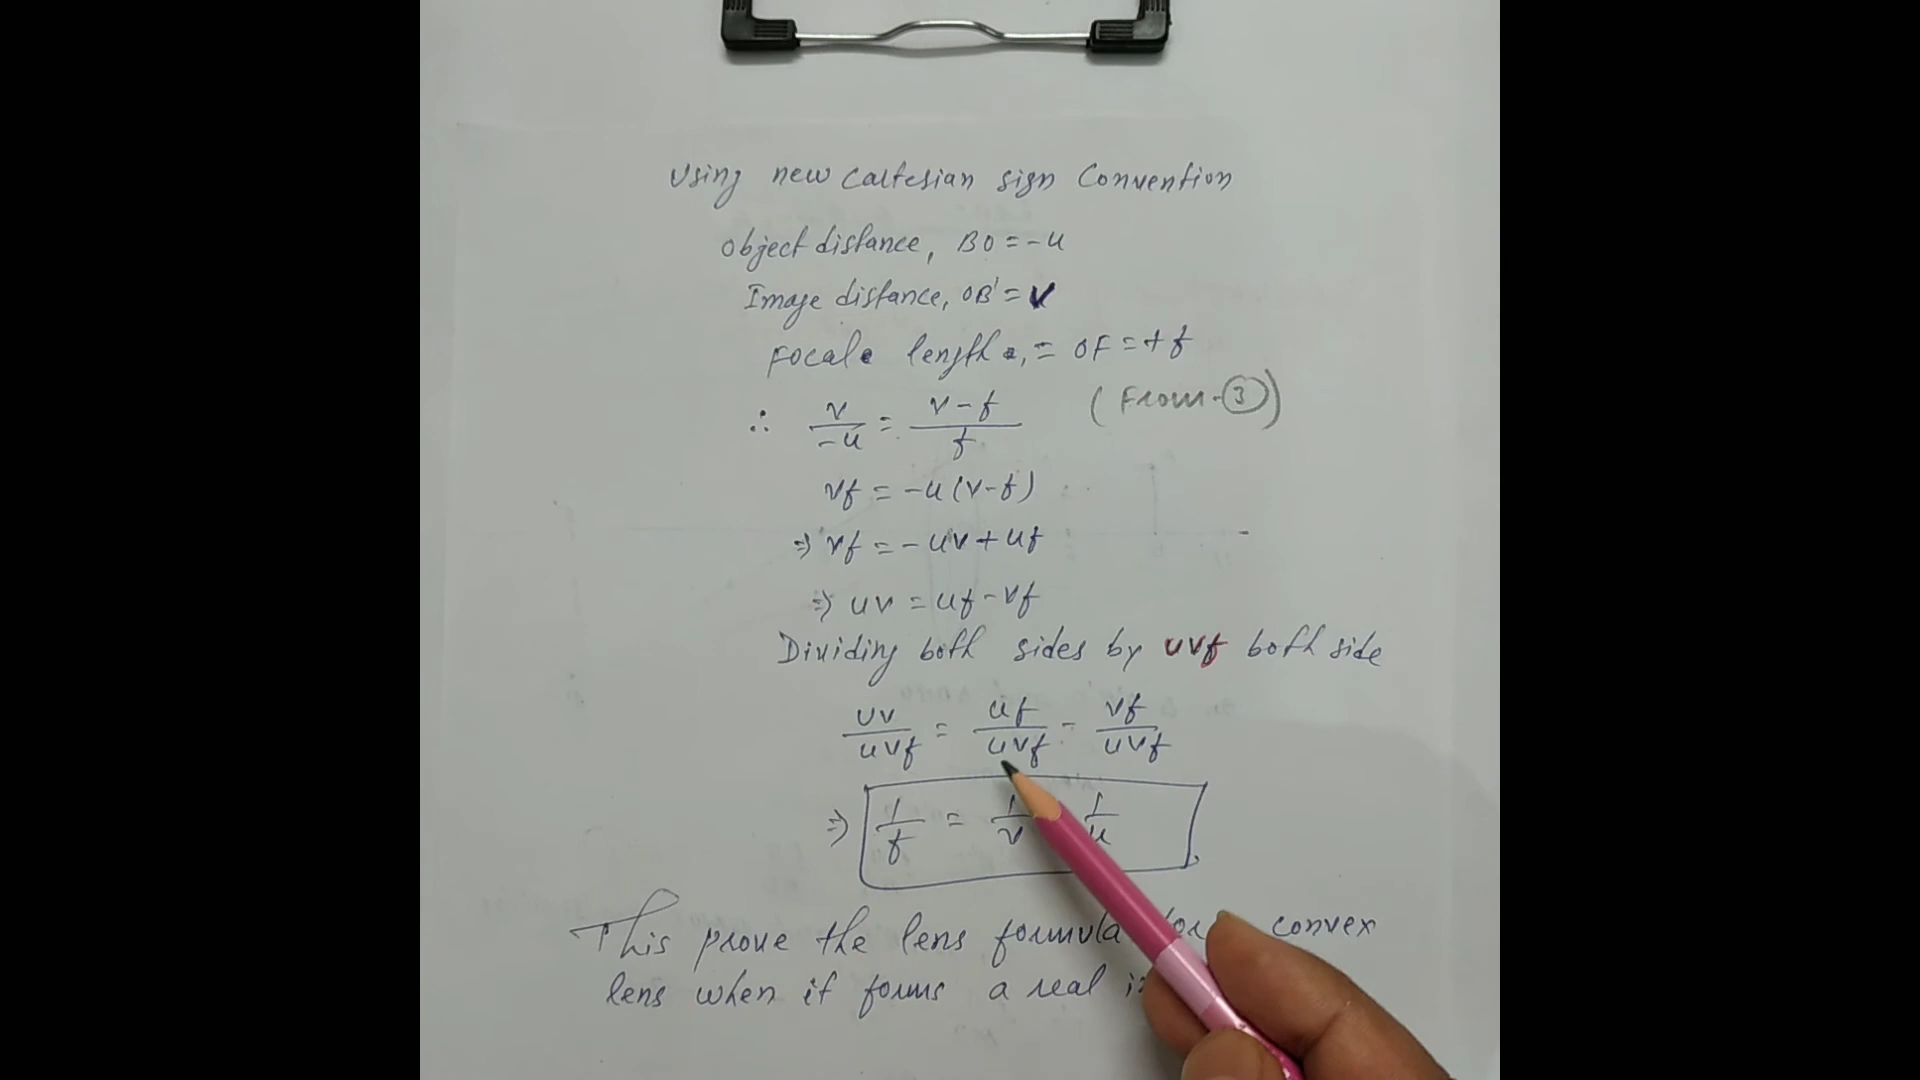 Using new Cartesian sign Convention
Object distance, BO = -u
Image distance, OB' = v
Focal length, = OF = +f
∴ v/-u = v-f/f (From-③)
vf = -u(v-f)
⇒ vf = -uv + uf
⇒ uv = uf - vf
Dividing both sides by uvf both side
uv/uvf = uf/uvf - vf/uvf
⇒ 1/f = 1/v 1/u
This prove the lens formula for convex
lens when it forms a real